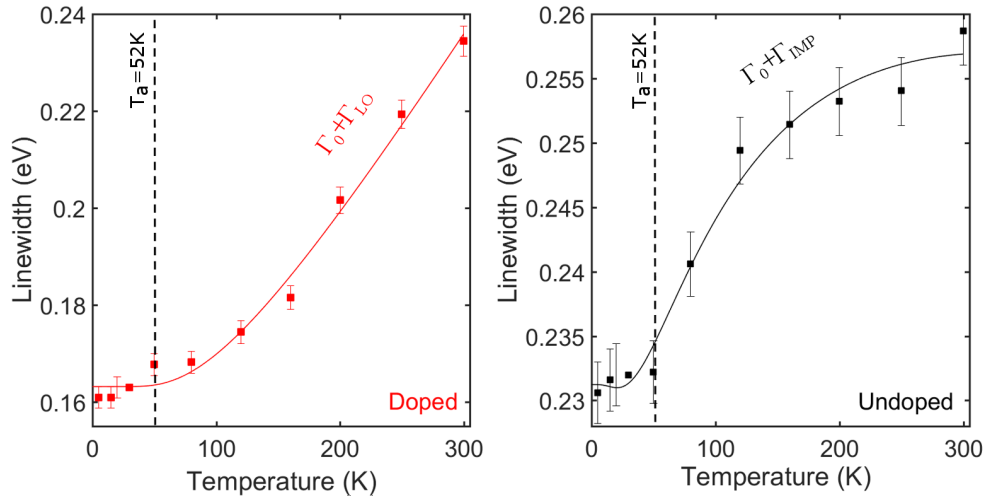 0.24
0.22
0.2
0.18
0.16
Linewidth (eV)
Ta=52K
Γ0+ΓLO
Doped
0
100
200
300
Temperature (K)
0.26
0.255
0.25
0.245
0.24
0.235
0.23
Linewidth (eV)
Ta=52K
Γ0+ΓIMP
Undoped
0
100
200
300
Temperature (K)